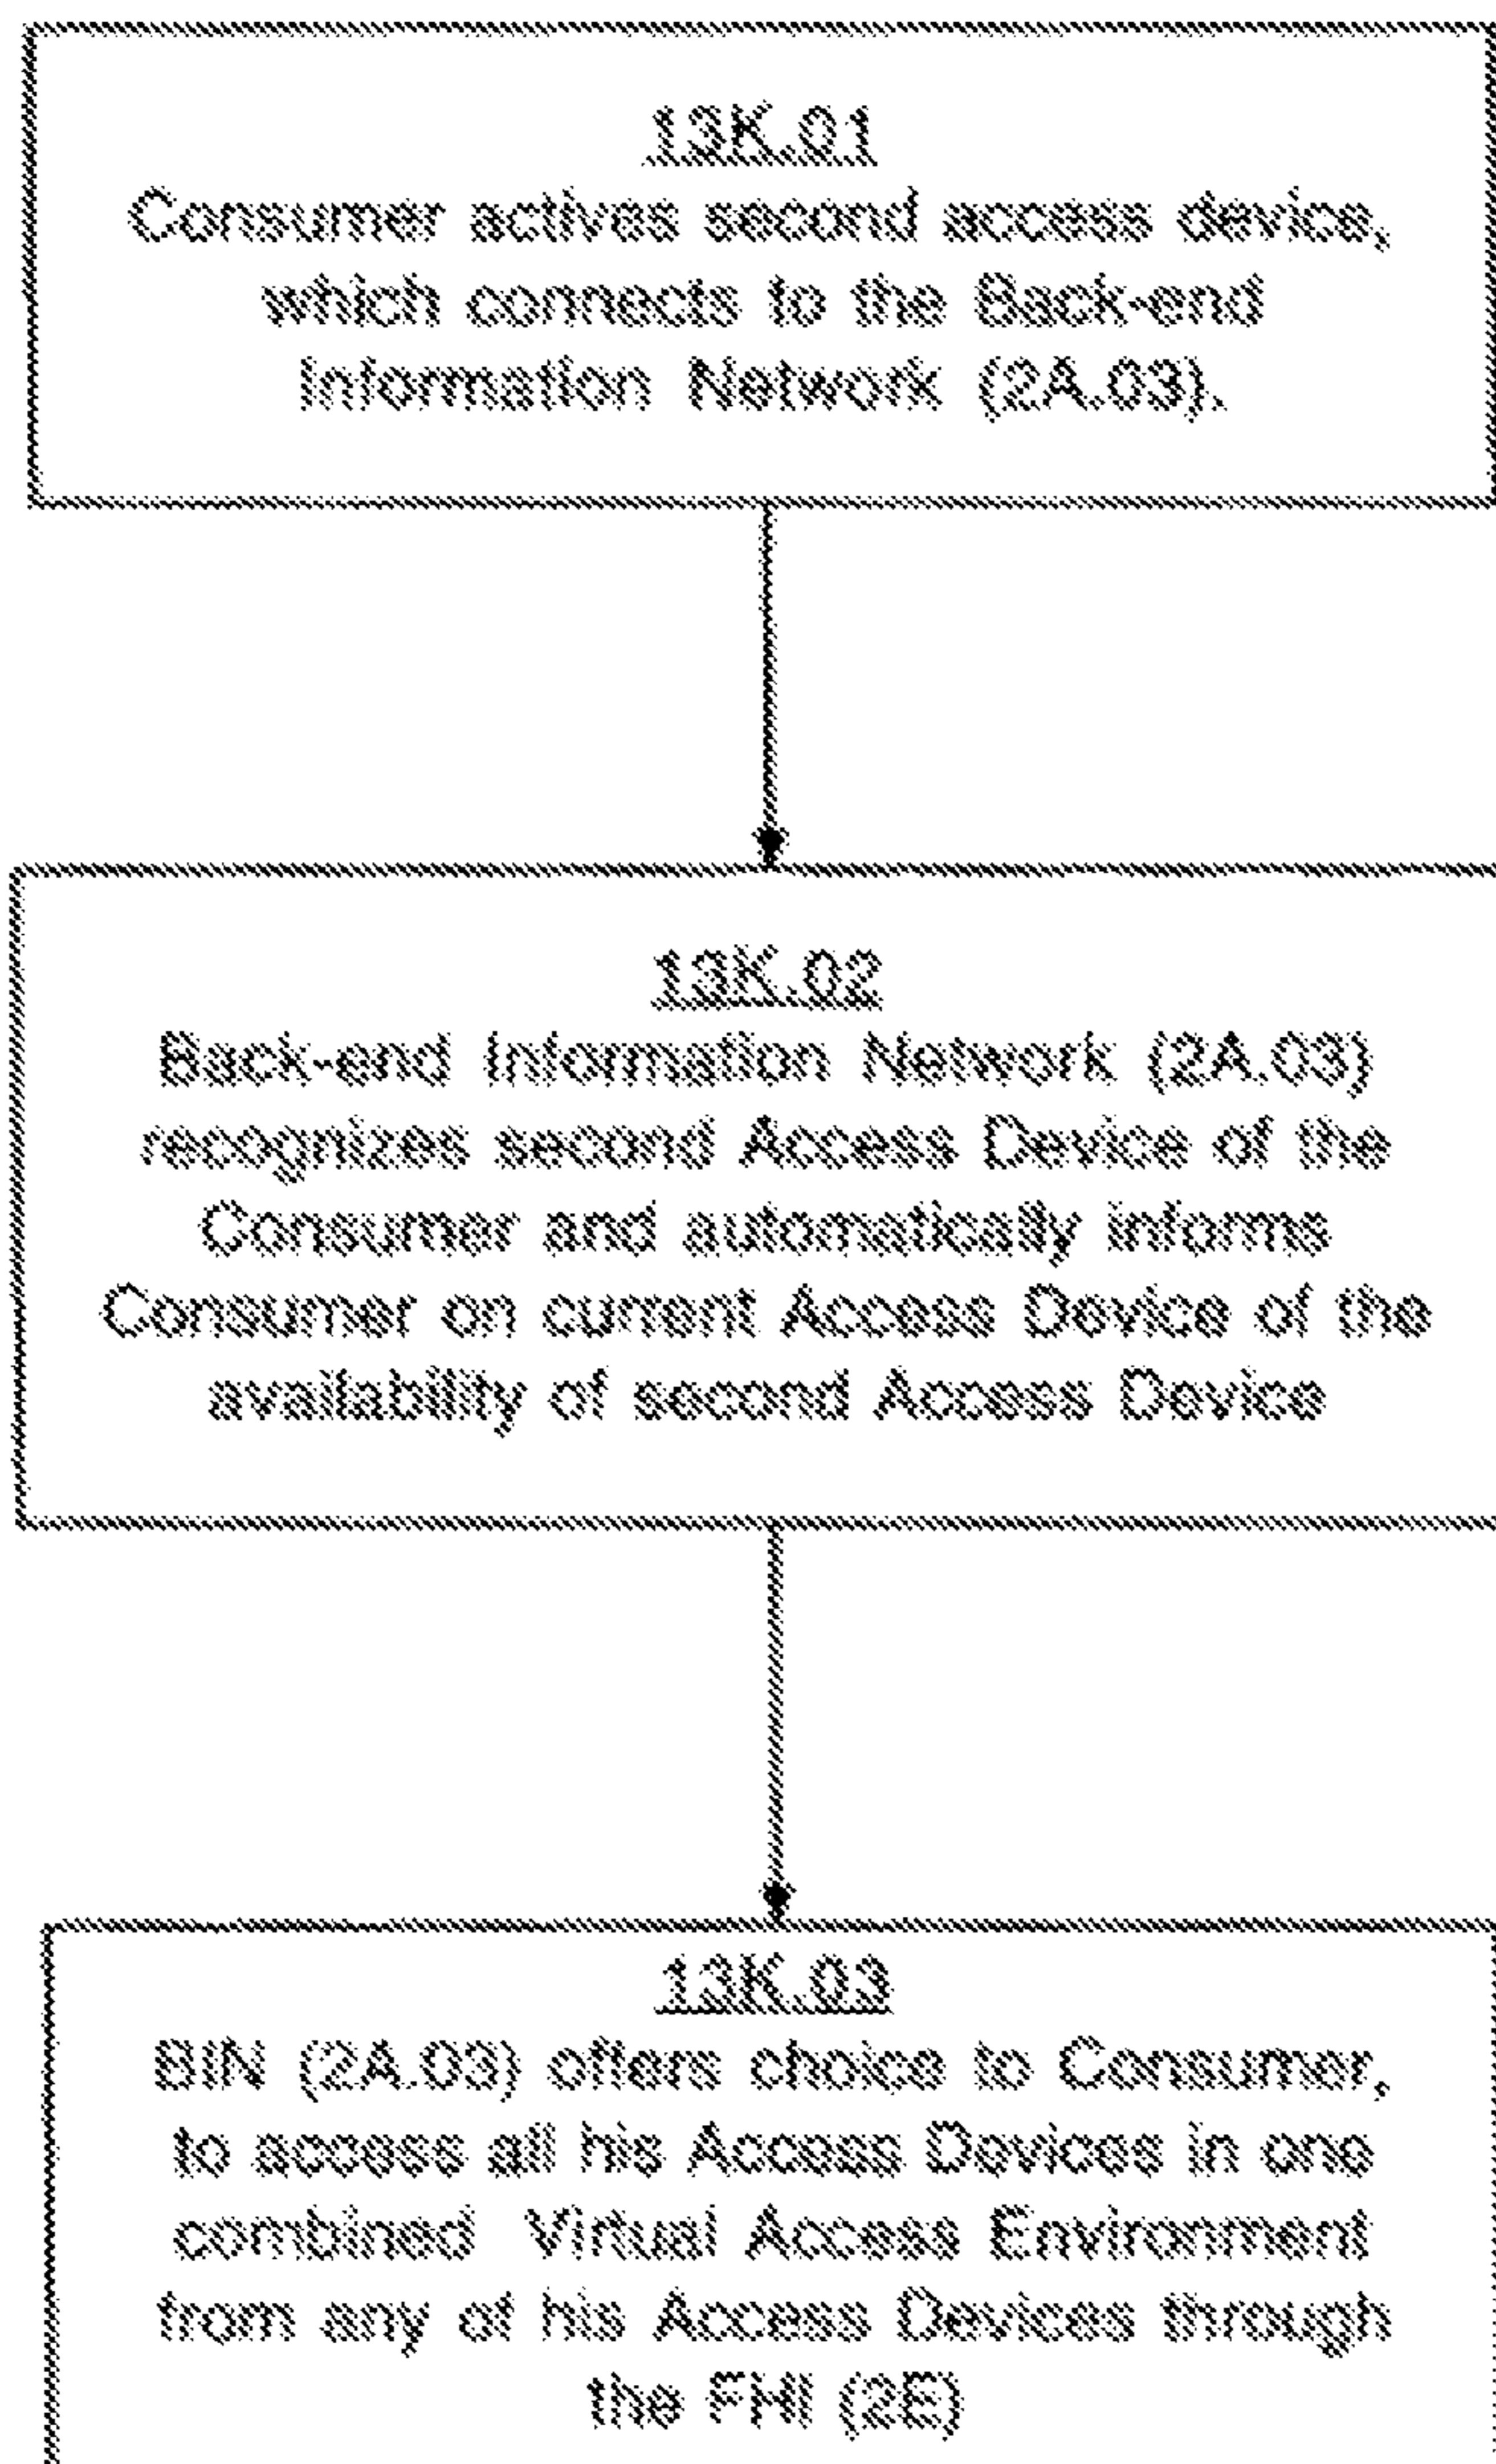 13K.01
Consumer actives second access device,
which connects to the Back-end
Information Network (2A.03).
13K.02
Back-end Information Network (2A.03)
recognizes second Access Device of the
Consumer and automatically informs
Consumer on current Access Device of the
availability of second Access Device
13K.03
BIN (2A.03) offers choice to Consumer,
to access all his Access Devices in one
combined Virtual Access Environment
from any of his Access Devices through
the FHI (2E)